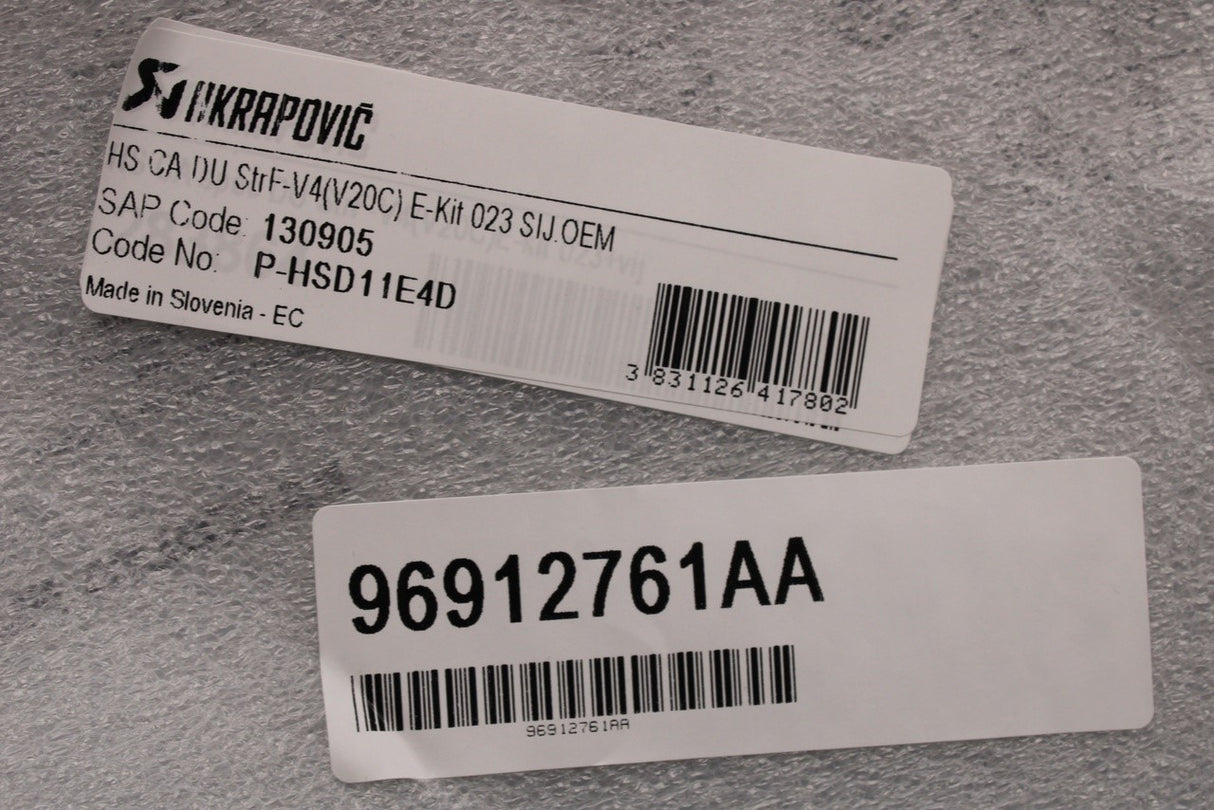 AKRAPOVIČ
HS CA DU StrF-V4(V20C) E-Kit 023 SIJ.OEM
SAP Code: 130905
Code No: P-HSD11E4D
Made in Slovenia - EC
3 831126 417802
96912761AA
96912761AA